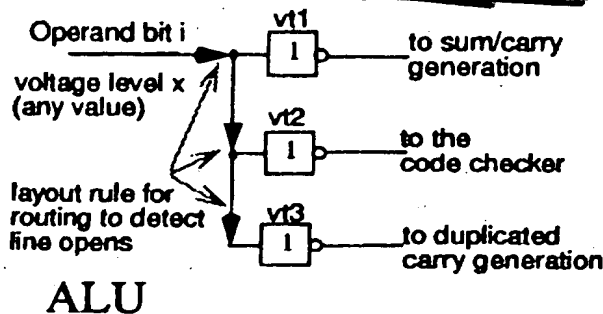 Operand bit i
vt1
1
to sum/carry
generation
voltage level x
(any value)
vt2
1
to the
code checker
layout rule for
routing to detect
line opens
vt3
1
to duplicated
carry generation
ALU